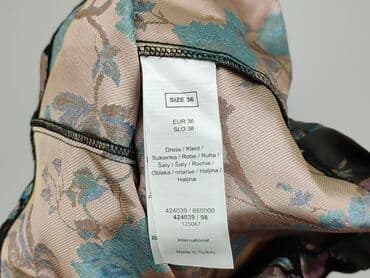 SIZE 36
EUR 36
SLO 38
Dress / Kleid /
Sukienka / Robe / Ruha /
Šaty / Šaty / Rochie /
Obleka / платье / Haljina /
Haljina
424039 / 660000
424039 / 98
125067
International
Made in Turkey